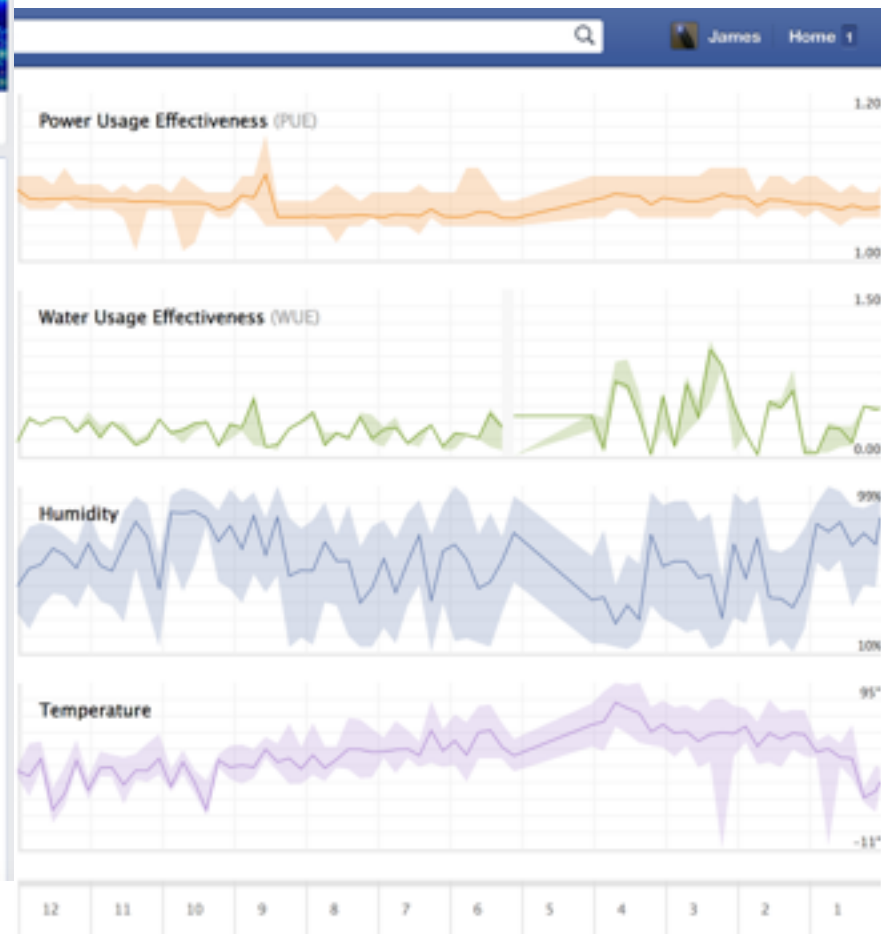 James Home 1
Power Usage Effectiveness (PUE)
1.20
1.00
Water Usage Effectiveness (WUE)
1.50
0.00
Humidity
99%
10%
Temperature
95°
-11°
12 11 10 9 8 7 6 5 4 3 2 1